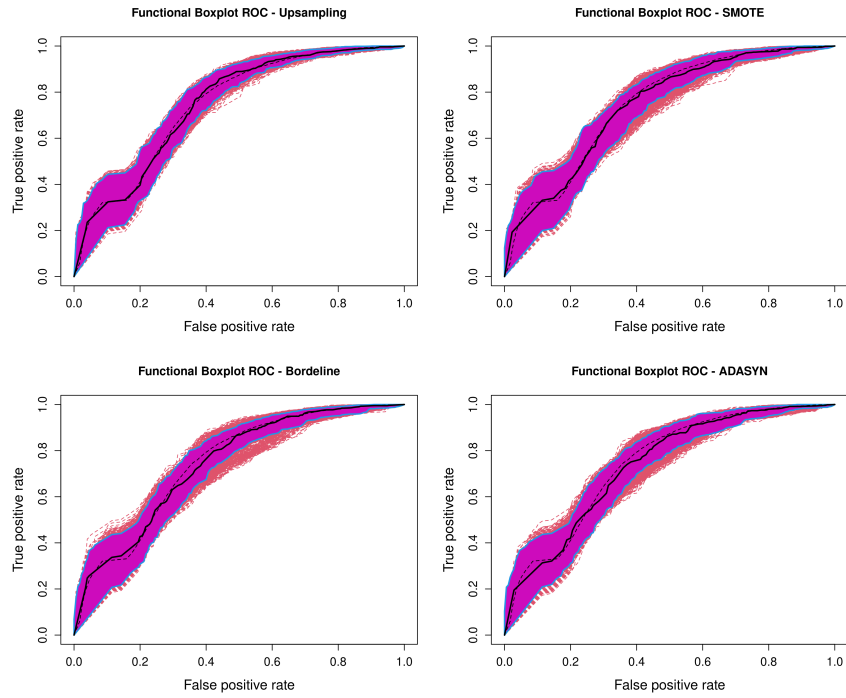 Functional Boxplot ROC - Upsampling
True positive rate
0.0 0.2 0.4 0.6 0.8 1.0
0.0 0.2 0.4 0.6 0.8 1.0
False positive rate
Functional Boxplot ROC - SMOTE
True positive rate
0.0 0.2 0.4 0.6 0.8 1.0
0.0 0.2 0.4 0.6 0.8 1.0
False positive rate
Functional Boxplot ROC - Bordeline
True positive rate
0.0 0.2 0.4 0.6 0.8 1.0
0.0 0.2 0.4 0.6 0.8 1.0
False positive rate
Functional Boxplot ROC - ADASYN
True positive rate
0.0 0.2 0.4 0.6 0.8 1.0
0.0 0.2 0.4 0.6 0.8 1.0
False positive rate